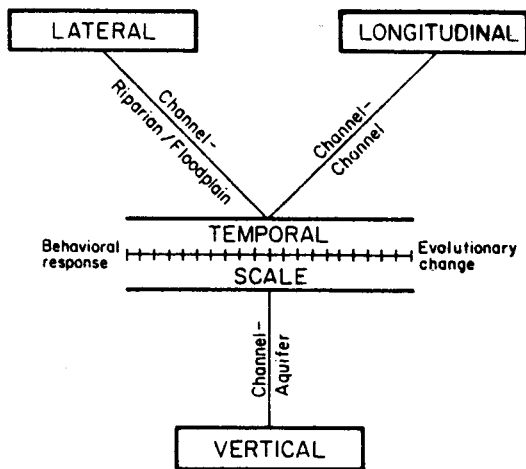 LATERAL
LONGITUDINAL
Channel-
Riparian/Floodplain
Channel-
Channel
TEMPORAL
Behavioral
response
Evolutionary
change
SCALE
Channel-
Aquifer
VERTICAL